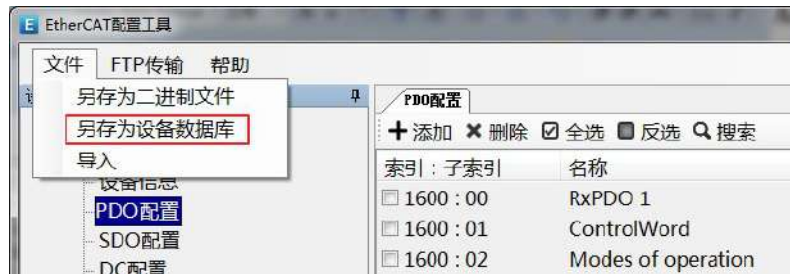 E EtherCAT配置工具
文件 FTP传输 帮助
另存为二进制文件
另存为设备数据库
导入
设备信息
PDO配置
SDO配置
DC配置
PDO配置
添加 删除 全选 反选 搜索
索引:子索引 名称
1600:00 RxPDO 1
1600:01 ControlWord
1600:02 Modes of operation